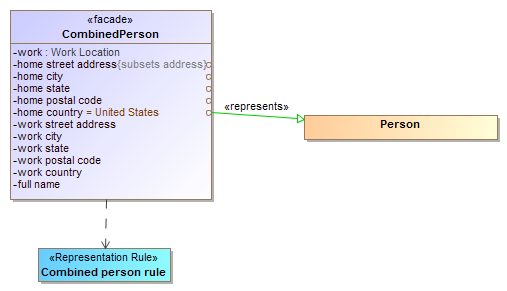 «facade»
CombinedPerson
-work : Work Location
-home street address{subsets address}c
-home city c
-home state c
-home postal code c
-home country = United States c
-work street address
-work city
-work state
-work postal code
-work country
-full name
«represents»
Person
«Representation Rule»
Combined person rule